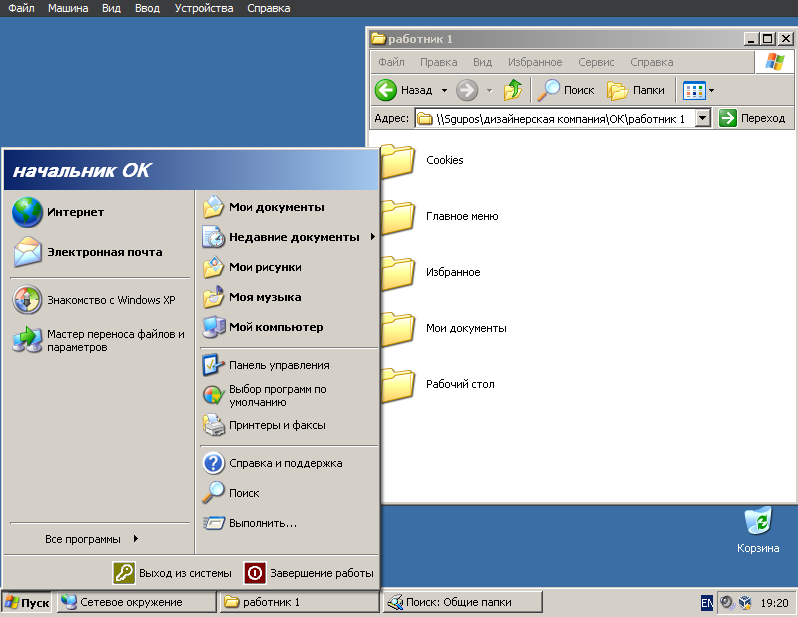 Файл Машина Вид Ввод Устройства Справка
работник 1
Файл Правка Вид Избранное Сервис Справка
Назад Поиск Папки
Адрес: \\Sgupos\дизайнерская компания\ОК\работник 1 Переход
Cookies
Главное меню
Избранное
Мои документы
Рабочий стол
начальник ОК
Интернет
Электронная почта
Знакомство с Windows XP
Мастер переноса файлов и
параметров
Все программы
Мои документы
Недавние документы
Мои рисунки
Моя музыка
Мой компьютер
Панель управления
Выбор программ по
умолчанию
Принтеры и факсы
Справка и поддержка
Поиск
Выполнить...
Выход из системы Завершение работы
Корзина
Пуск Сетевое окружение работник 1 Поиск: Общие папки EN 19:20